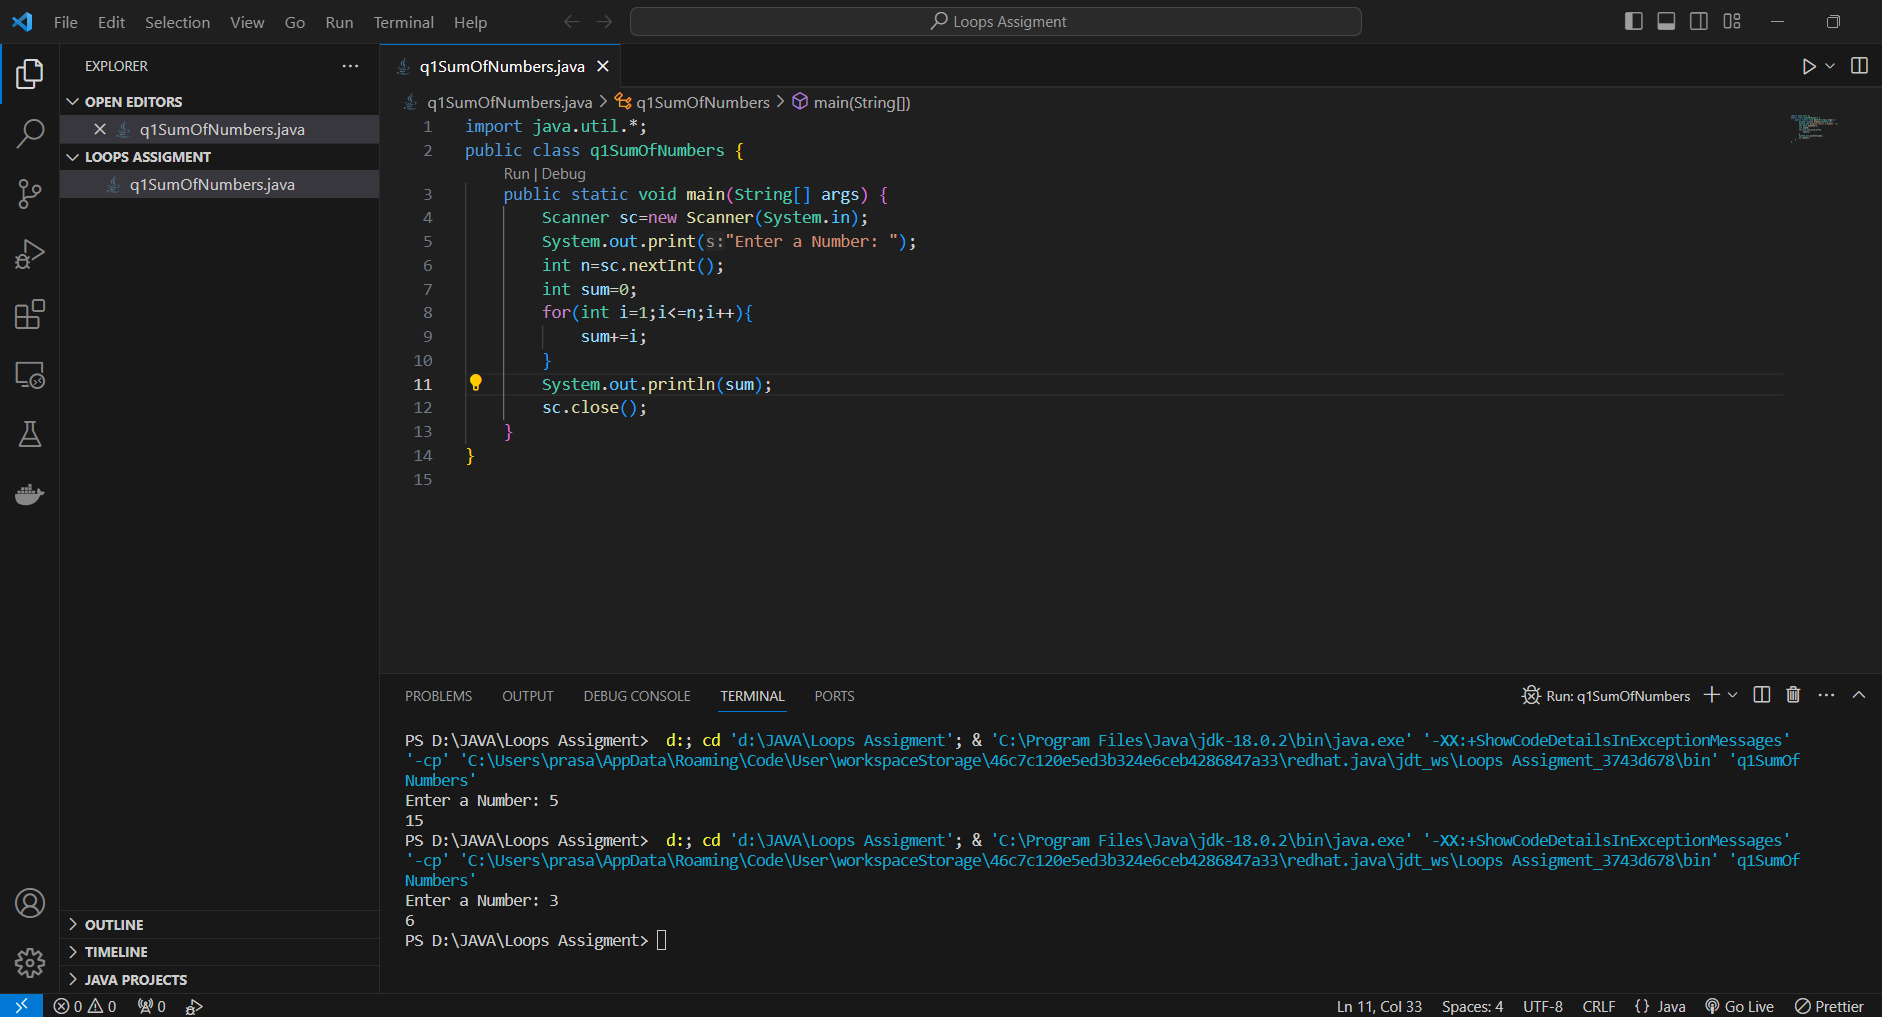 File Edit Selection View Go Run Terminal Help Loops Assigment
EXPLORER
OPEN EDITORS
q1SumOfNumbers.java
LOOPS ASSIGMENT
q1SumOfNumbers.java
OUTLINE
TIMELINE
JAVA PROJECTS
q1SumOfNumbers.java
q1SumOfNumbers.java > q1SumOfNumbers > main(String[])
1 import java.util.*;
2 public class q1SumOfNumbers {
Run | Debug
3 public static void main(String[] args) {
4 Scanner sc=new Scanner(System.in);
5 System.out.print(s:"Enter a Number: ");
6 int n=sc.nextInt();
7 int sum=0;
8 for(int i=1;i<=n;i++){
9 sum+=i;
10 }
11 System.out.println(sum);
12 sc.close();
13 }
14 }
15
PROBLEMS OUTPUT DEBUG CONSOLE TERMINAL PORTS Run: q1SumOfNumbers
PS D:\JAVA\Loops Assigment>  d:; cd 'd:\JAVA\Loops Assigment'; & 'C:\Program Files\Java\jdk-18.0.2\bin\java.exe' '-XX:+ShowCodeDetailsInExceptionMessages'
'-cp' 'C:\Users\prasa\AppData\Roaming\Code\User\workspaceStorage\46c7c120e5ed3b324e6ceb4286847a33\redhat.java\jdt_ws\Loops Assigment_3743d678\bin' 'q1SumOf
Numbers'
Enter a Number: 5
15
PS D:\JAVA\Loops Assigment>  d:; cd 'd:\JAVA\Loops Assigment'; & 'C:\Program Files\Java\jdk-18.0.2\bin\java.exe' '-XX:+ShowCodeDetailsInExceptionMessages'
'-cp' 'C:\Users\prasa\AppData\Roaming\Code\User\workspaceStorage\46c7c120e5ed3b324e6ceb4286847a33\redhat.java\jdt_ws\Loops Assigment_3743d678\bin' 'q1SumOf
Numbers'
Enter a Number: 3
6
PS D:\JAVA\Loops Assigment>
0 0 0 Ln 11, Col 33 Spaces: 4 UTF-8 CRLF {} Java Go Live Prettier